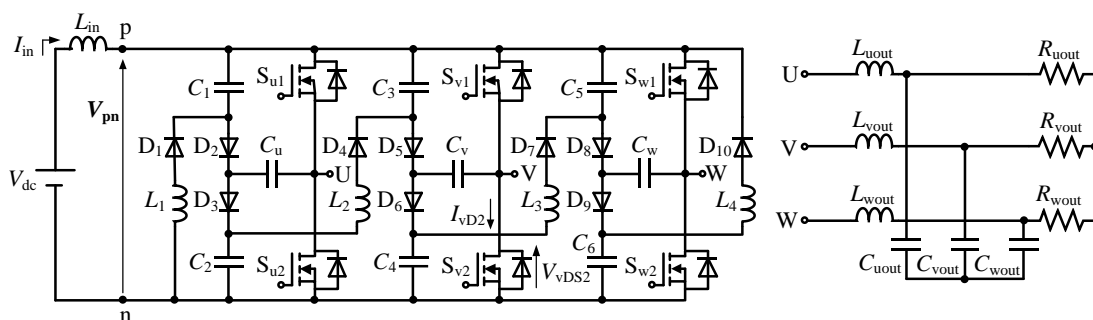 I_in L_in p
C_1 S_u1 C_3 S_v1 C_5 S_w1
V_pn
D_1 D_2 C_u D_4 D_5 C_v D_7 D_8 C_w D_10
U V W
V_dc
L_1 D_3 L_2 D_6 I_vD2 L_3 D_9 L_4
C_2 S_u2 C_4 S_v2 V_vDS2 C_6 S_w2
n
U L_uout R_uout
V L_vout R_vout
W L_wout R_wout
C_uout C_vout C_wout